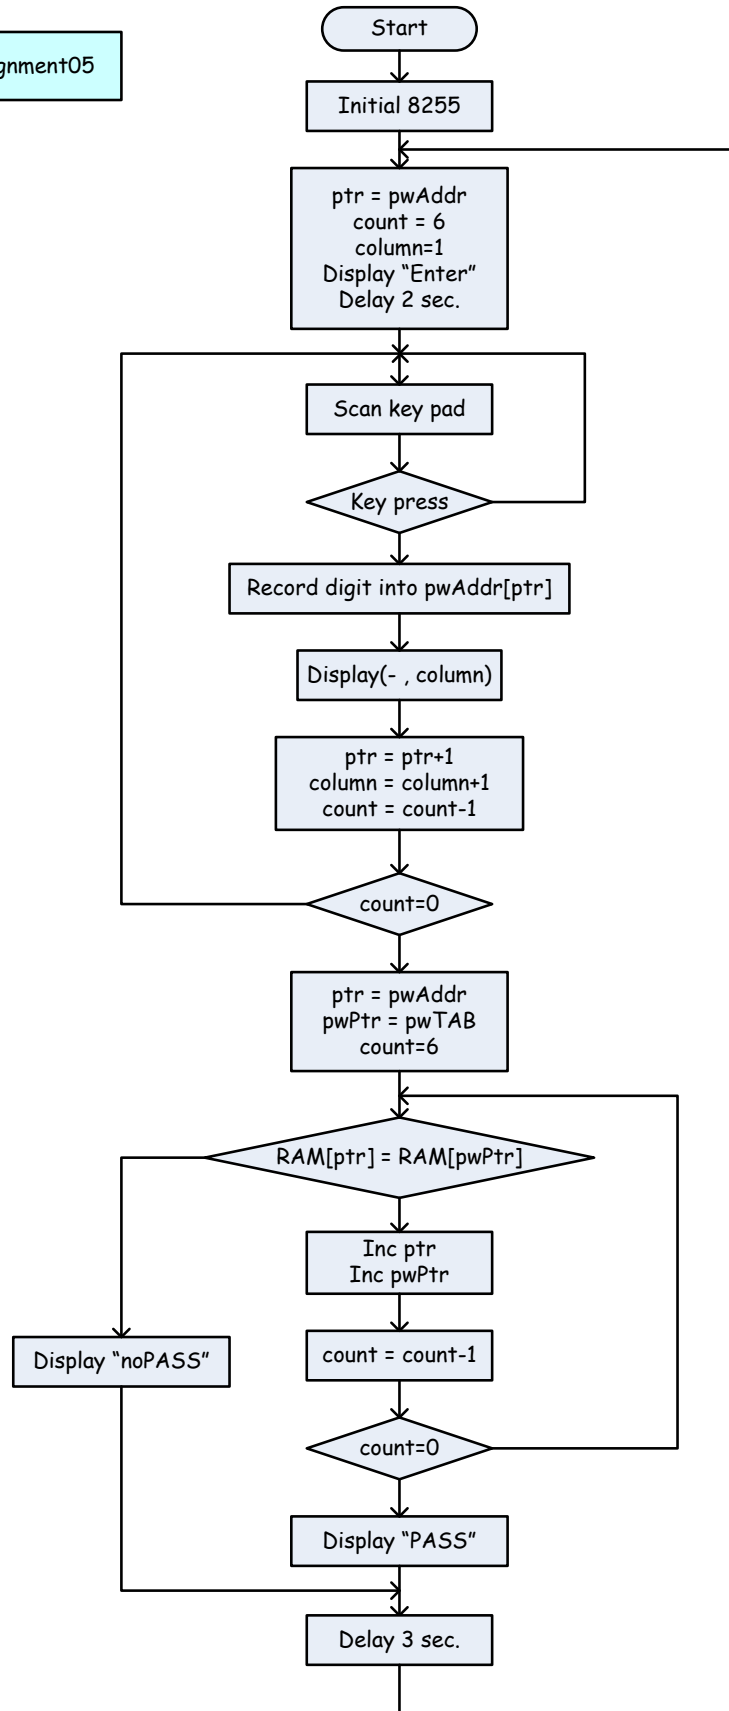 Start
gnment05
Initial 8255
ptr = pwAddr
count = 6
column=1
Display “Enter”
Delay 2 sec.
Scan key pad
Key press
Record digit into pwAddr[ptr]
Display(- , column)
ptr = ptr+1
column = column+1
count = count-1
count=0
ptr = pwAddr
pwPtr = pwTAB
count=6
RAM[ptr] = RAM[pwPtr]
Inc ptr
Inc pwPtr
Display “noPASS”
count = count-1
count=0
Display “PASS”
Delay 3 sec.